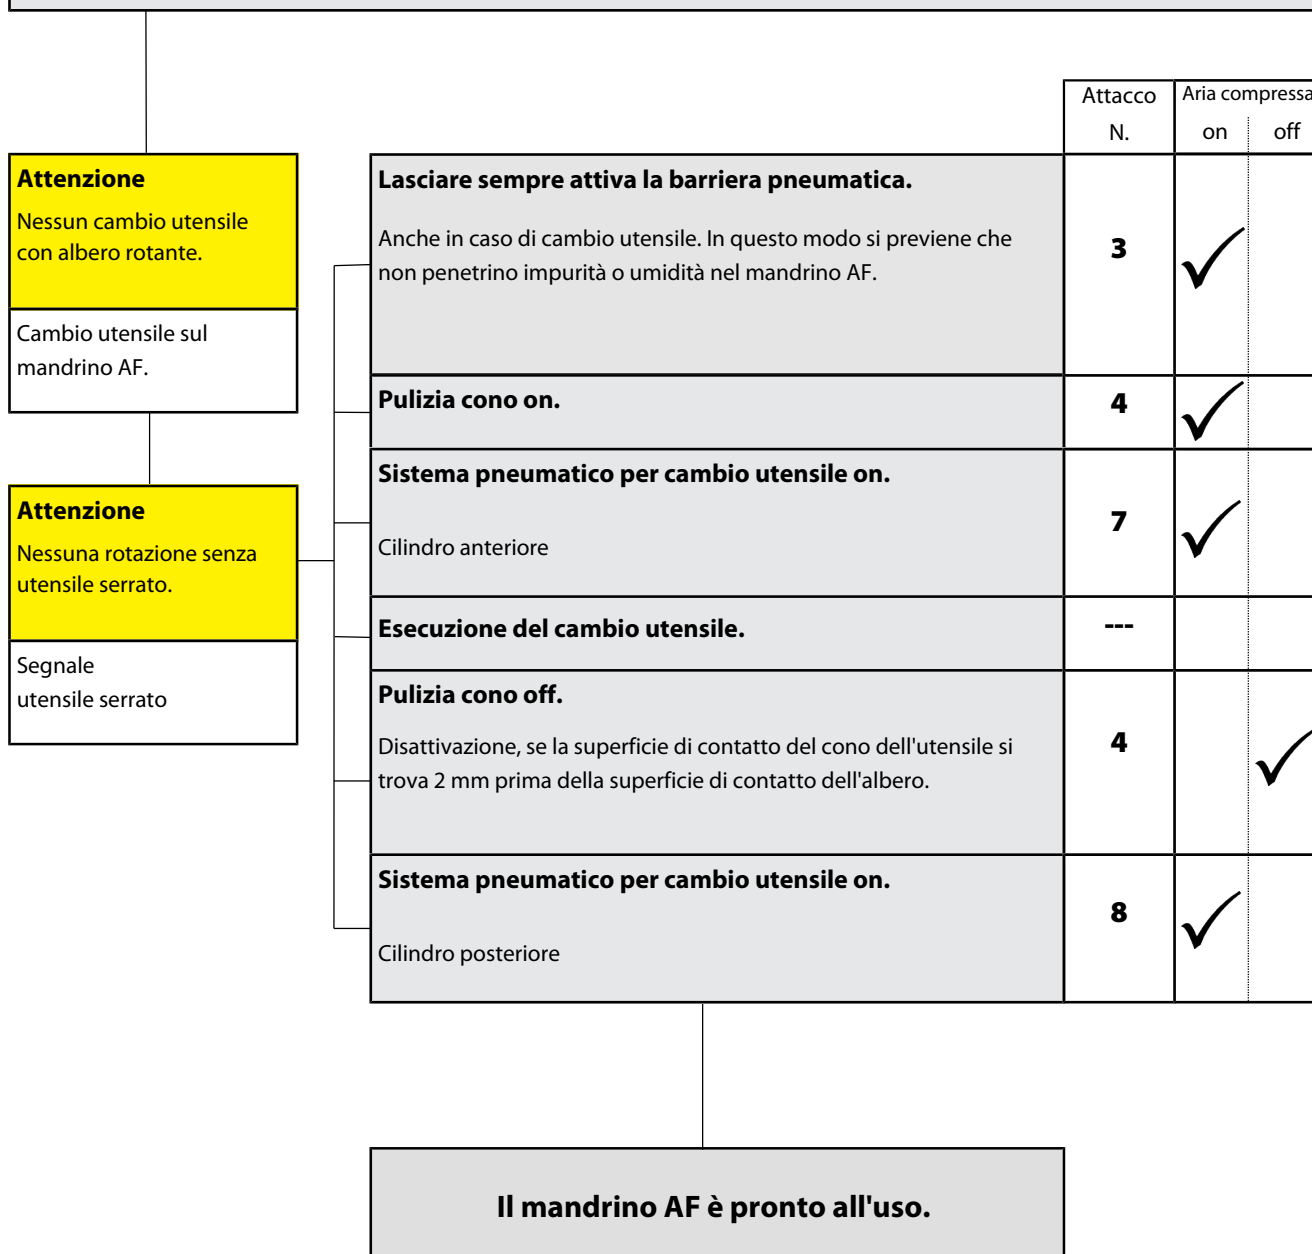 Attacco
N.
Aria compressa
on
off
Attenzione
Nessun cambio utensile
con albero rotante.
Cambio utensile sul
mandrino AF.
Attenzione
Nessuna rotazione senza
utensile serrato.
Segnale
utensile serrato
Lasciare sempre attiva la barriera pneumatica.
Anche in caso di cambio utensile. In questo modo si previene che
non penetrino impurità o umidità nel mandrino AF.
3
Pulizia cono on.
4
Sistema pneumatico per cambio utensile on.
Cilindro anteriore
7
Esecuzione del cambio utensile.
---
Pulizia cono off.
Disattivazione, se la superficie di contatto del cono dell'utensile si
trova 2 mm prima della superficie di contatto dell'albero.
4
Sistema pneumatico per cambio utensile on.
Cilindro posteriore
8
Il mandrino AF è pronto all'uso.